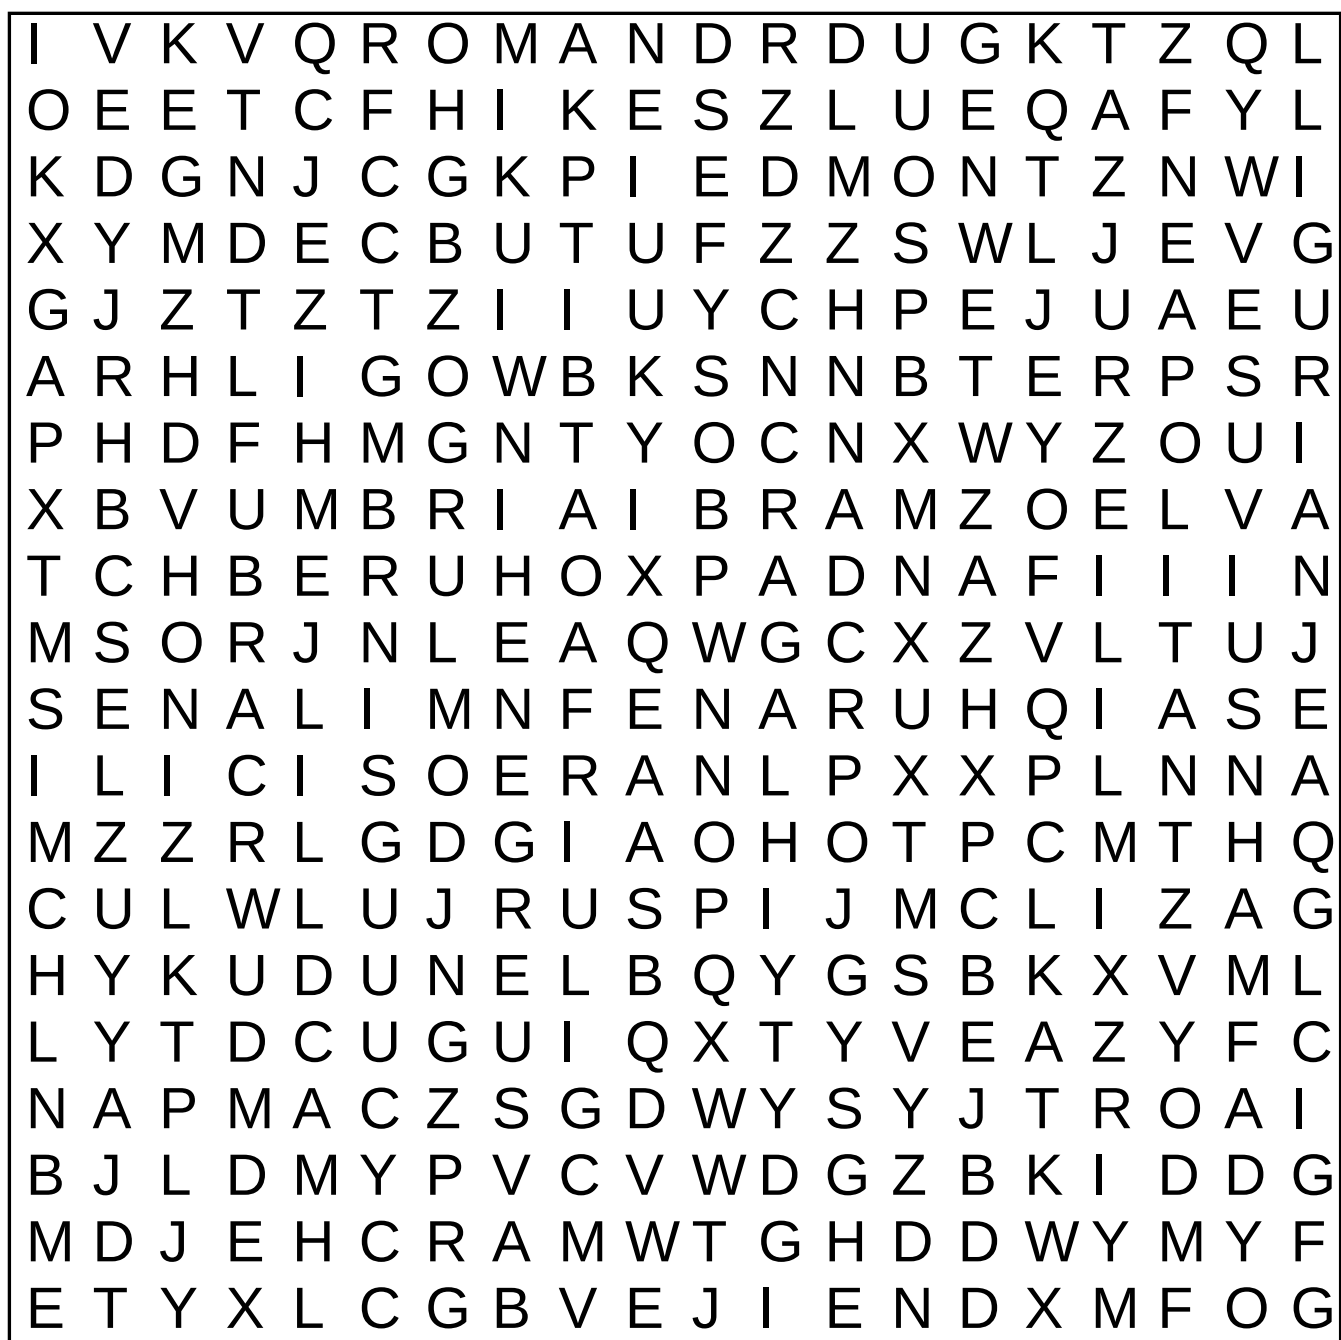 I V K V Q R O M A N D R D U G K T Z Q L
O E E T C F H I K E S Z L U E Q A F Y L
K D G N J C G K P I E D M O N T Z N W I
X Y M D E C B U T U F Z Z S W L J E V G
G J Z T Z T Z I I U Y C H P E J U A E U
A R H L I G O W B K S N N B T E R P S R
P H D F H M G N T Y O C N X W Y Z O U I
X B V U M B R I A I B R A M Z O E L V A
T C H B E R U H O X P A D N A F I I I N
M S O R J N L E A Q W G C X Z V L T U J
S E N A L I M N F E N A R U H Q I A S E
I L I C I S O E R A N L P X X P L N N A
M Z Z R L G D G I A O H O T P C M T H Q
C U L W L U J R U S P I J M C L I Z A G
H Y K U D U N E L B Q Y G S B K X V M L
L Y T D C U G U I Q X T Y V E A Z Y F C
N A P M A C Z S G D W Y S Y J T R O A I
B J L D M Y P V C V W D G Z B K I D D G
M D J E H C R A M W T G H D D W Y M Y F
E T Y X L C G B V E J I E N D X M F O G